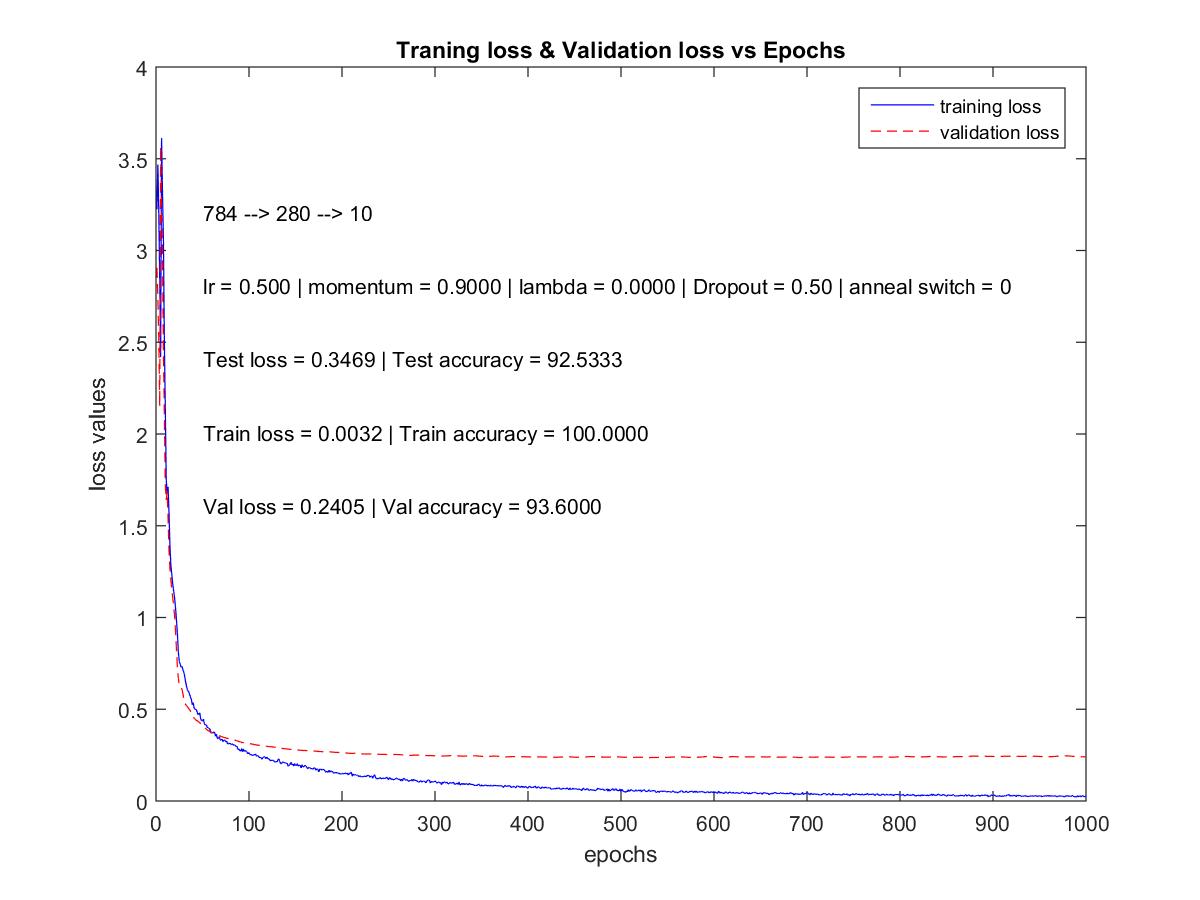 Traning loss & Validation loss vs Epochs
4
3.5
3
2.5
2
1.5
1
0.5
0
loss values
training loss
validation loss
784 --> 280 --> 10
lr = 0.500 | momentum = 0.9000 | lambda = 0.0000 | Dropout = 0.50 | anneal switch = 0
Test loss = 0.3469 | Test accuracy = 92.5333
Train loss = 0.0032 | Train accuracy = 100.0000
Val loss = 0.2405 | Val accuracy = 93.6000
0 100 200 300 400 500 600 700 800 900 1000
epochs